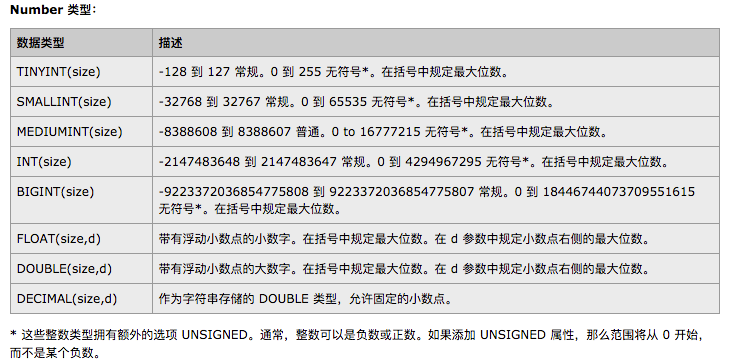 Number 类型：
数据类型 描述
TINYINT(size) -128 到 127 常规。0 到 255 无符号*。在括号中规定最大位数。
SMALLINT(size) -32768 到 32767 常规。0 到 65535 无符号*。在括号中规定最大位数。
MEDIUMINT(size) -8388608 到 8388607 普通。0 to 16777215 无符号*。在括号中规定最大位数。
INT(size) -2147483648 到 2147483647 常规。0 到 4294967295 无符号*。在括号中规定最大位数。
BIGINT(size) -9223372036854775808 到 9223372036854775807 常规。0 到 18446744073709551615
无符号*。在括号中规定最大位数。
FLOAT(size,d) 带有浮动小数点的小数字。在括号中规定最大位数。在 d 参数中规定小数点右侧的最大位数。
DOUBLE(size,d) 带有浮动小数点的大数字。在括号中规定最大位数。在 d 参数中规定小数点右侧的最大位数。
DECIMAL(size,d) 作为字符串存储的 DOUBLE 类型，允许固定的小数点。
* 这些整数类型拥有额外的选项 UNSIGNED。通常，整数可以是负数或正数。如果添加 UNSIGNED 属性，那么范围将从 0 开始，
而不是某个负数。